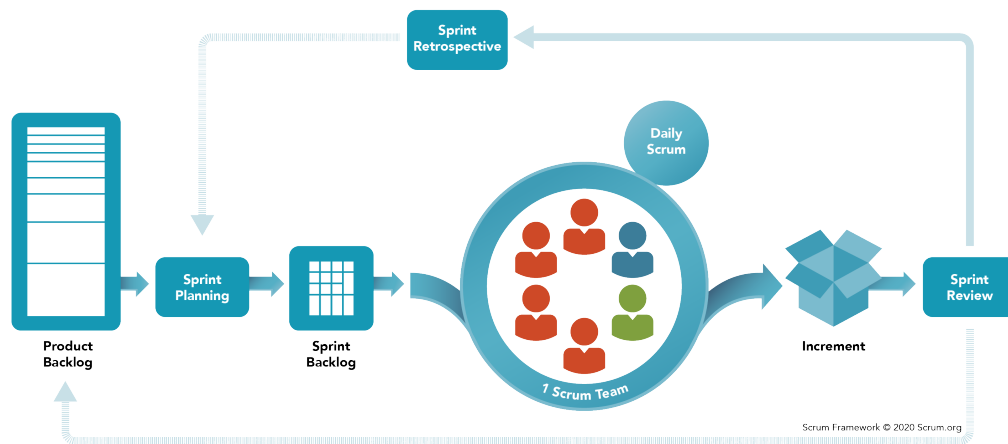 Sprint
Retrospective
Daily
Scrum
Sprint
Planning
Sprint
Review
Product
Backlog
Sprint
Backlog
Increment
1 Scrum Team
Scrum Framework © 2020 Scrum.org